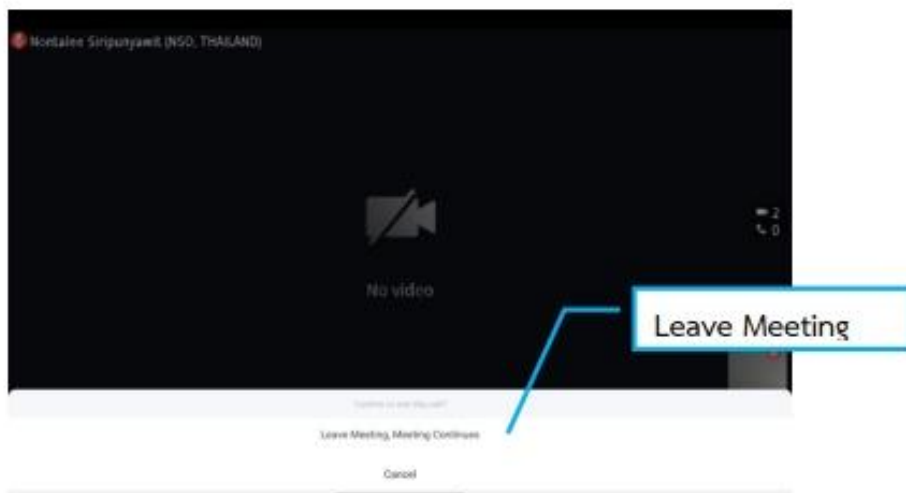 Nontalee Siripunyawit (NSO, THAILAND)
2
0
No video
Leave Meeting
Leave Meeting, Meeting Continues
Cancel